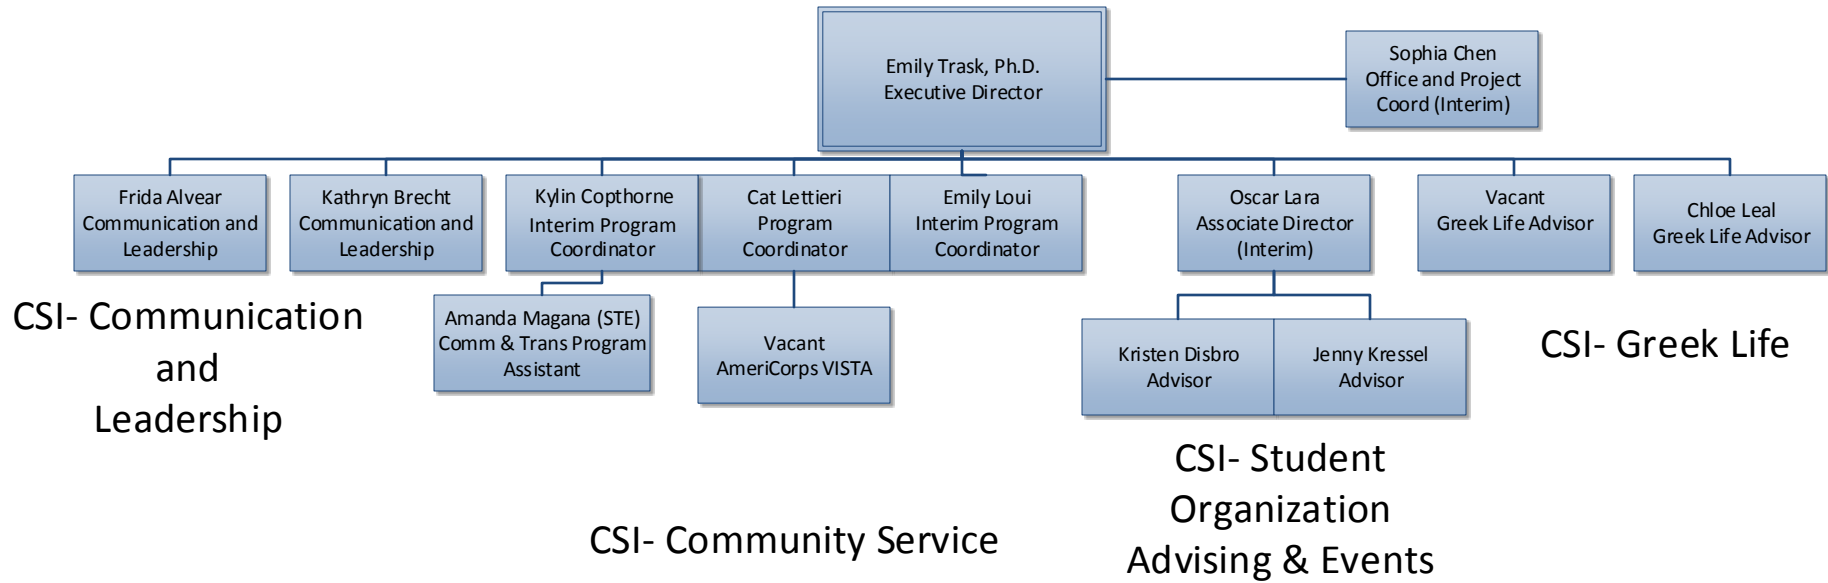 Emily Trask, Ph.D.
Executive Director
Sophia Chen
Office and Project
Coord (Interim)
Frida Alvear
Communication and
Leadership
Kathryn Brecht
Communication and
Leadership
Kylin Copthorne
Interim Program
Coordinator
Cat Lettieri
Program
Coordinator
Emily Loui
Interim Program
Coordinator
Oscar Lara
Associate Director
(Interim)
Vacant
Greek Life Advisor
Chloe Leal
Greek Life Advisor
CSI- Communication
and
Leadership
Amanda Magana (STE)
Comm & Trans Program
Assistant
Vacant
AmeriCorps VISTA
Kristen Disbro
Advisor
Jenny Kressel
Advisor
CSI- Greek Life
CSI- Community Service
CSI- Student
Organization
Advising & Events